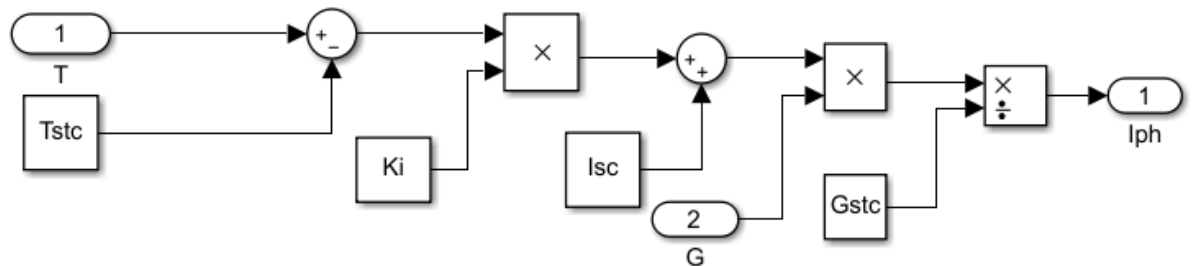 1
T
+
−
Tstc
×
Ki
+
+
Isc
2
G
×
Gstc
×
÷
1
Iph